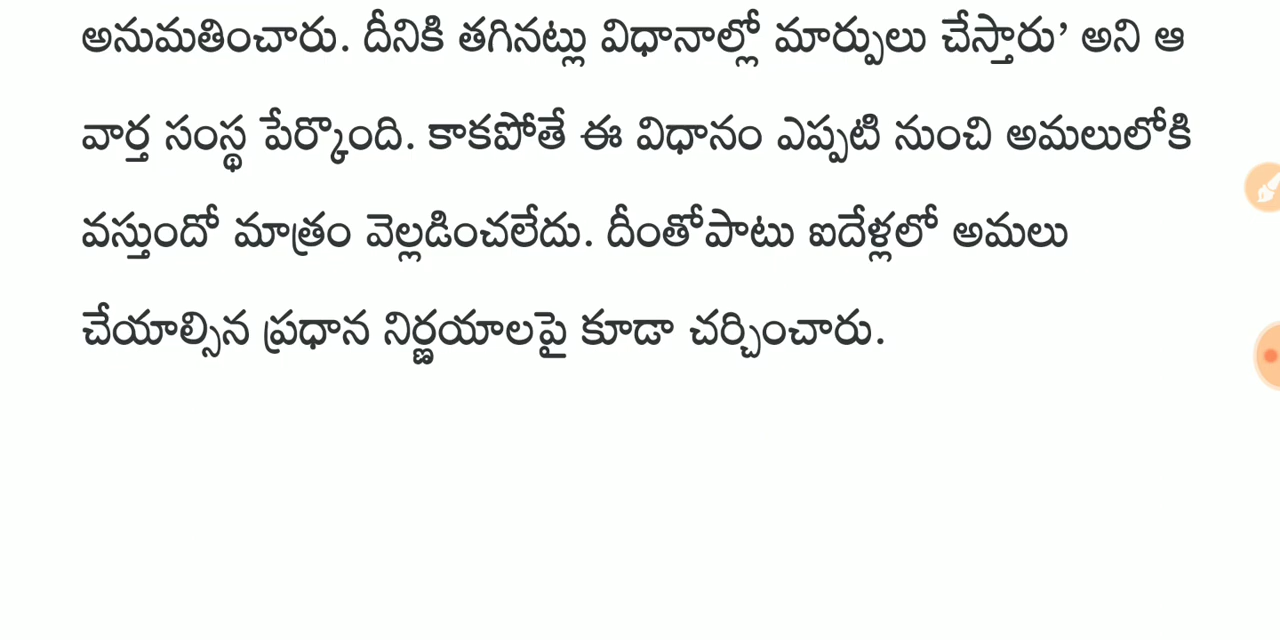 అనుమతించారు. దీనికి తగినట్లు విధానాల్లో మార్పులు చేస్తారు’ అని ఆ
వార్త సంస్థ పేర్కొంది. కాకపోతే ఈ విధానం ఎప్పటి నుంచి అమలులోకి
వస్తుందో మాత్రం వెల్లడించలేదు. దీంతోపాటు ఐదేళ్లలో అమలు
చేయాల్సిన ప్రధాన నిర్ణయాలపై కూడా చర్చించారు.